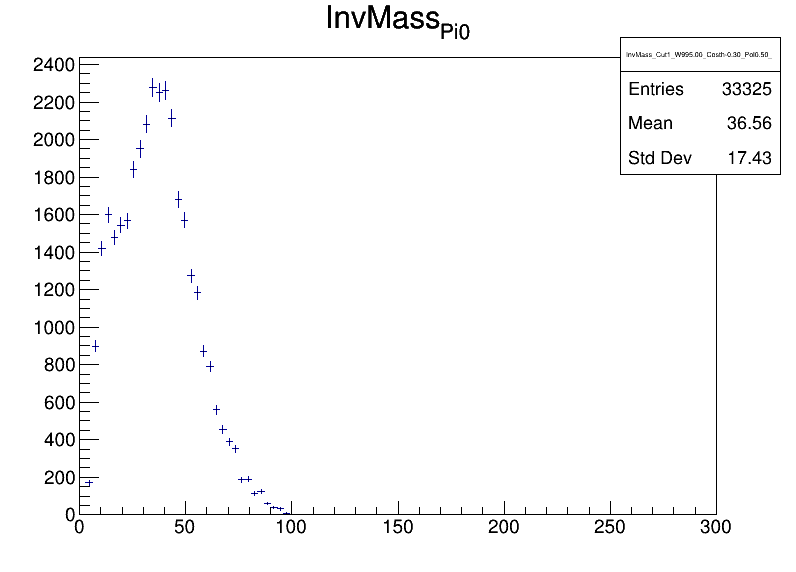 InvMass_Pi0
InvMass_Cut1_W995.00_Costh-0.30_Pol0.50_
Entries 33325
Mean 36.56
Std Dev 17.43
2400
2200
2000
1800
1600
1400
1200
1000
800
600
400
200
0
0 50 100 150 200 250 300